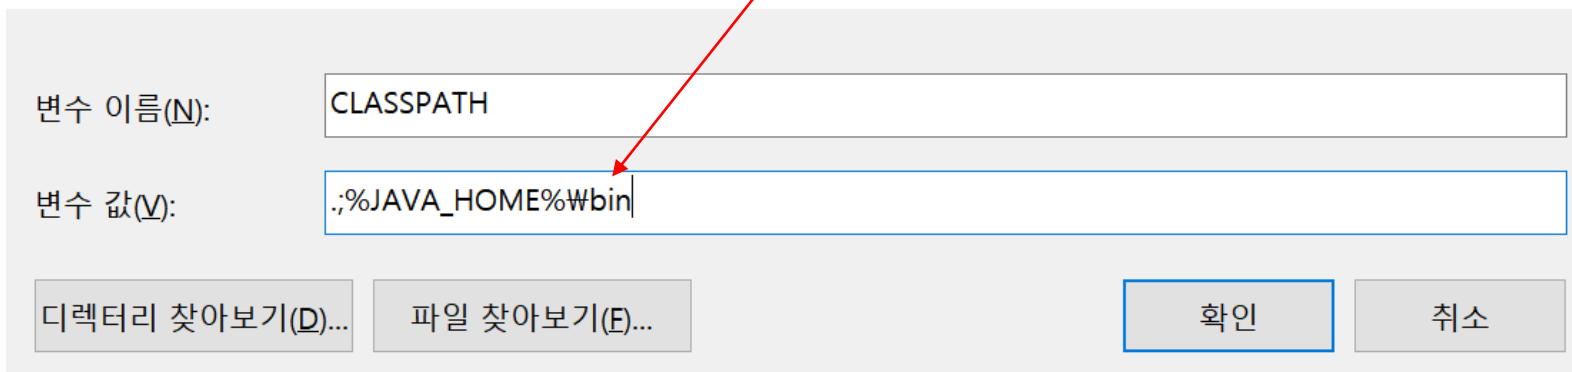 변수 이름(N):
CLASSPATH
변수 값(V):
.;%JAVA_HOME%₩bin
디렉터리 찾아보기(D)...
파일 찾아보기(F)...
확인
취소